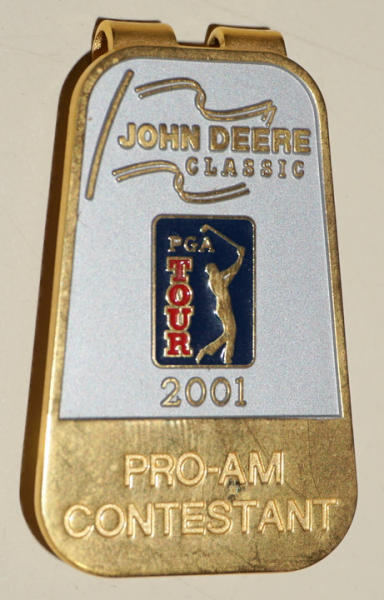 JOHN DEERE
CLASSIC
PGA
TOUR
2001
PRO-AM
CONTESTANT